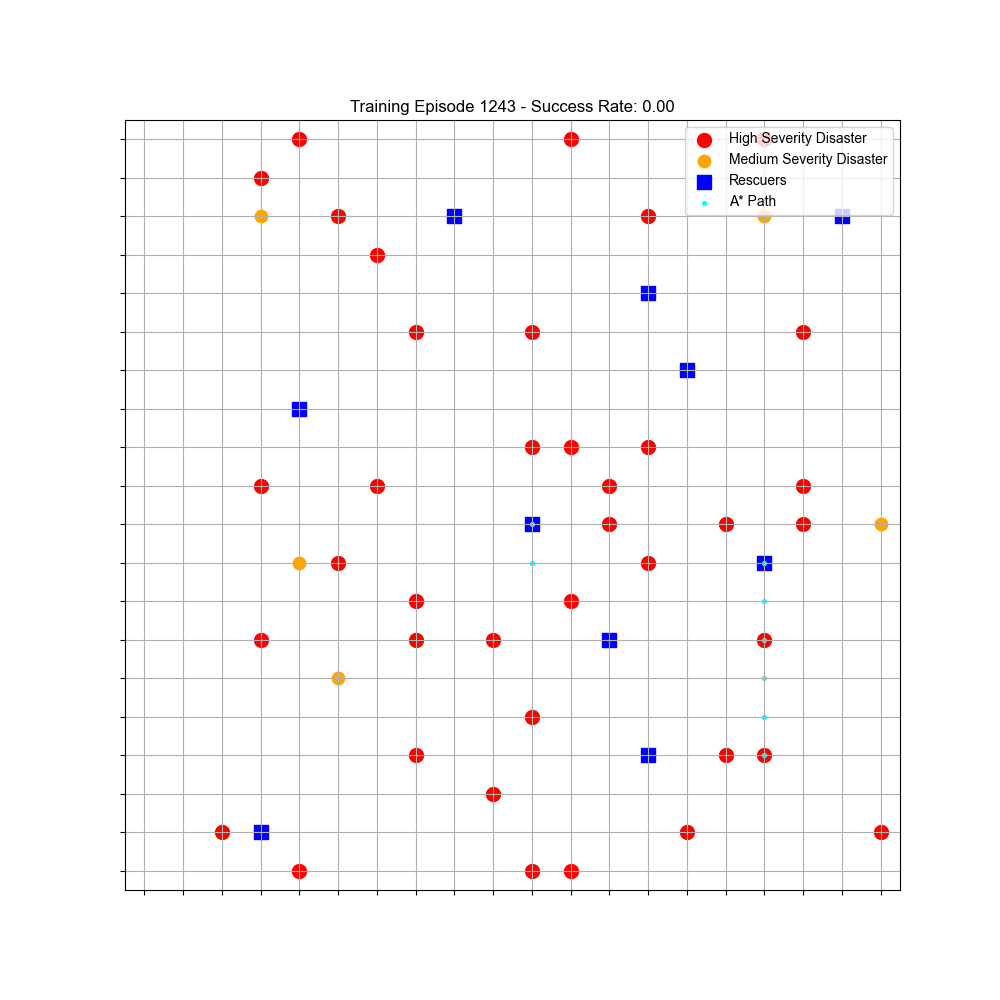 Training Episode 1243 - Success Rate: 0.00
High Severity Disaster
Medium Severity Disaster
Rescuers
A* Path